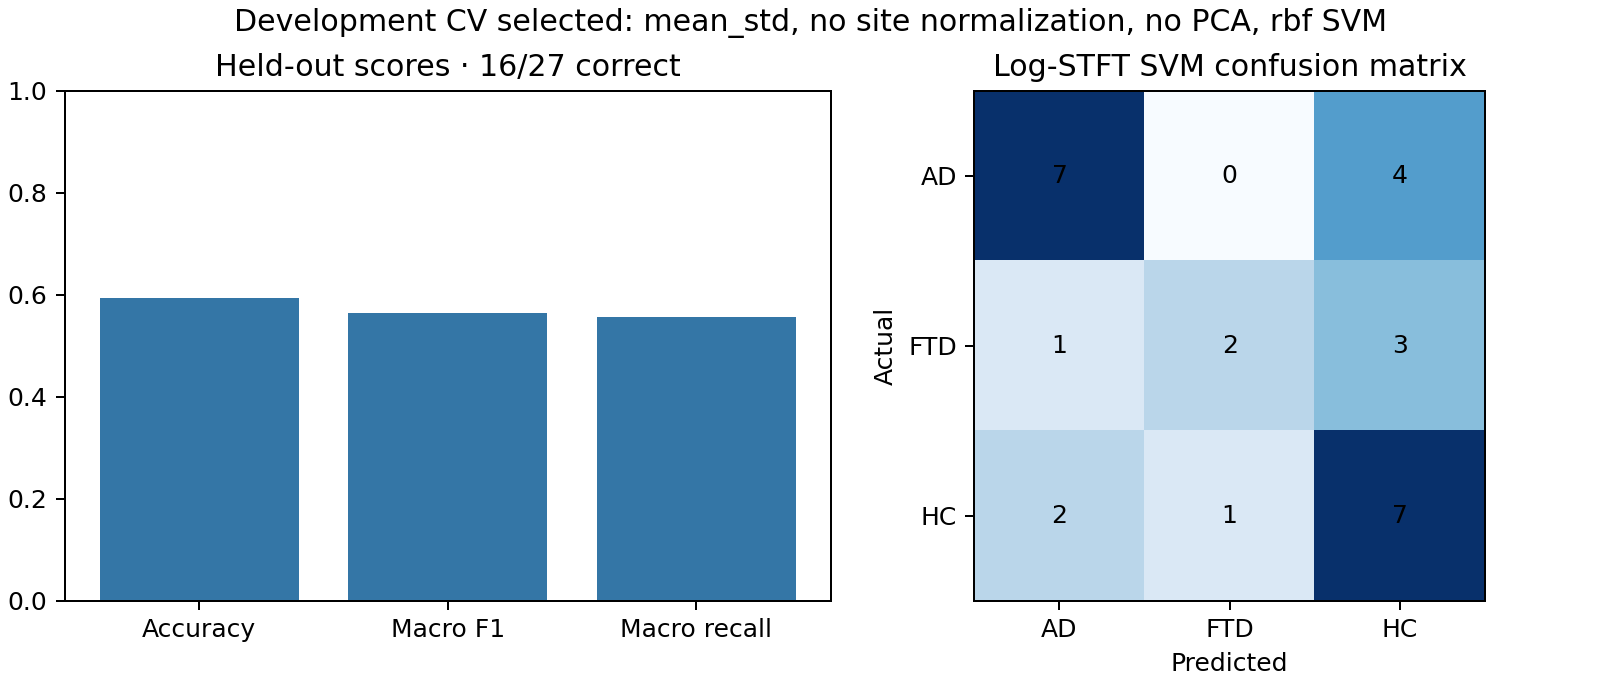 Development CV selected: mean_std, no site normalization, no PCA, rbf SVM
Held-out scores · 16/27 correct
1.0
0.8
0.6
0.4
0.2
0.0
Accuracy Macro F1 Macro recall
Log-STFT SVM confusion matrix
Actual
AD 7 0 4
FTD 1 2 3
HC 2 1 7
AD FTD HC
Predicted